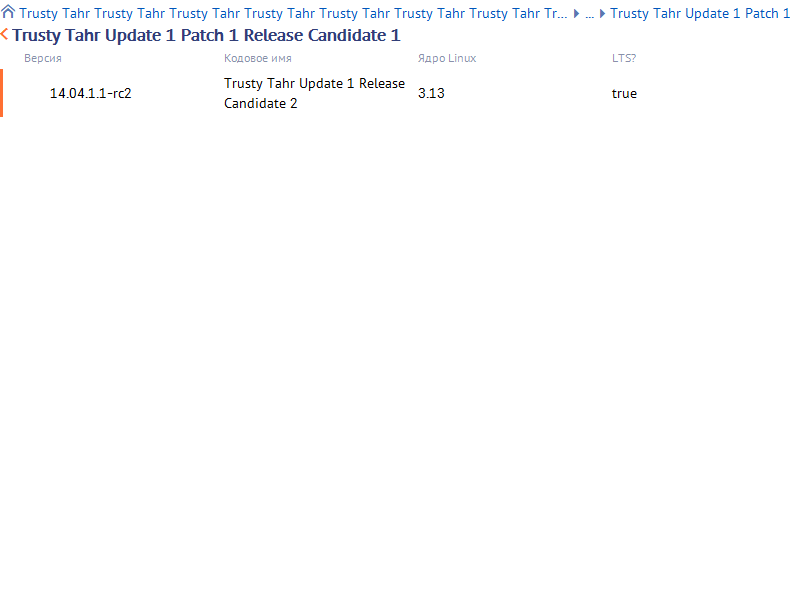 Trusty Tahr Trusty Tahr Trusty Tahr Trusty Tahr Trusty Tahr Trusty Tahr Trusty Tahr Tr... ... Trusty Tahr Update 1 Patch 1
Trusty Tahr Update 1 Patch 1 Release Candidate 1
Версия Кодовое имя Ядро Linux LTS?
Trusty Tahr Update 1 Release
14.04.1.1-rc2 3.13 true
Candidate 2